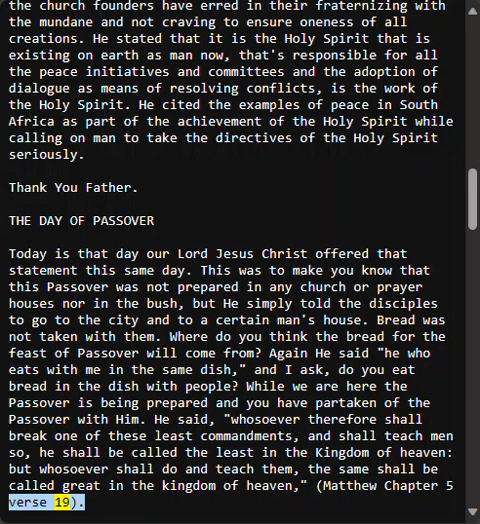 the church founders have erred in their fraternizing with
the mundane and not craving to ensure oneness of all
creations. He stated that it is the Holy Spirit that is
existing on earth as man now, that's responsible for all
the peace initiatives and committees and the adoption of
dialogue as means of resolving conflicts, is the work of
the Holy Spirit. He cited the examples of peace in South
Africa as part of the achievement of the Holy Spirit while
calling on man to take the directives of the Holy Spirit
seriously.
Thank You Father.
THE DAY OF PASSOVER
Today is that day our Lord Jesus Christ offered that
statement this same day. This was to make you know that
this Passover was not prepared in any church or prayer
houses nor in the bush, but He simply told the disciples
to go to the city and to a certain man's house. Bread was
not taken with them. Where do you think the bread for the
feast of Passover will come from? Again He said "he who
eats with me in the same dish," and I ask, do you eat
bread in the dish with people? While we are here the
Passover is being prepared and you have partaken of the
Passover with Him. He said, "whosoever therefore shall
break one of these least commandments, and shall teach men
so, he shall be called the least in the Kingdom of heaven:
but whosoever shall do and teach them, the same shall be
called great in the kingdom of heaven," (Matthew Chapter 5
verse 19).